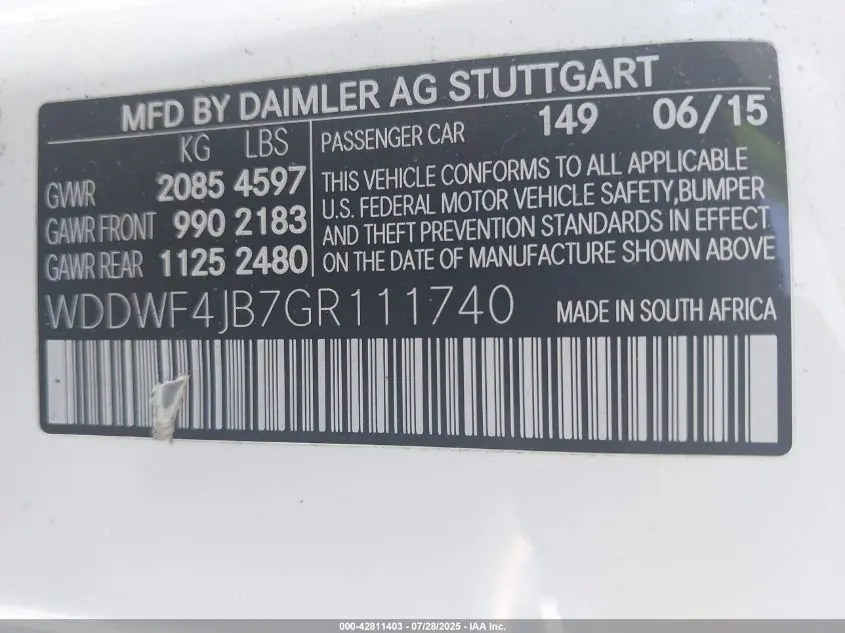 MFD BY DAIMLER AG STUTTGART
KG LBS
GVWR 2085 4597
GAWR FRONT 990 2183
GAWR REAR 1125 2480
PASSENGER CAR 149 06/15
THIS VEHICLE CONFORMS TO ALL APPLICABLE
U.S. FEDERAL MOTOR VEHICLE SAFETY,BUMPER
AND THEFT PREVENTION STANDARDS IN EFFECT
ON THE DATE OF MANUFACTURE SHOWN ABOVE
WDDWF4JB7GR111740 MADE IN SOUTH AFRICA
000-42811403 - 07/28/2025 - IAA Inc.